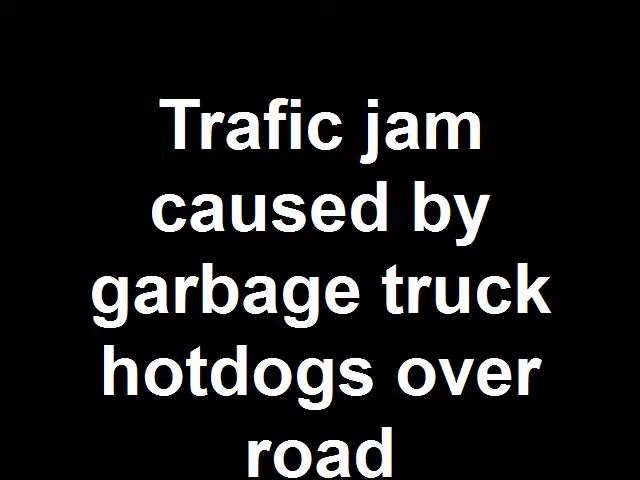 Trafic jam
caused by
garbage truck
hotdogs over
road